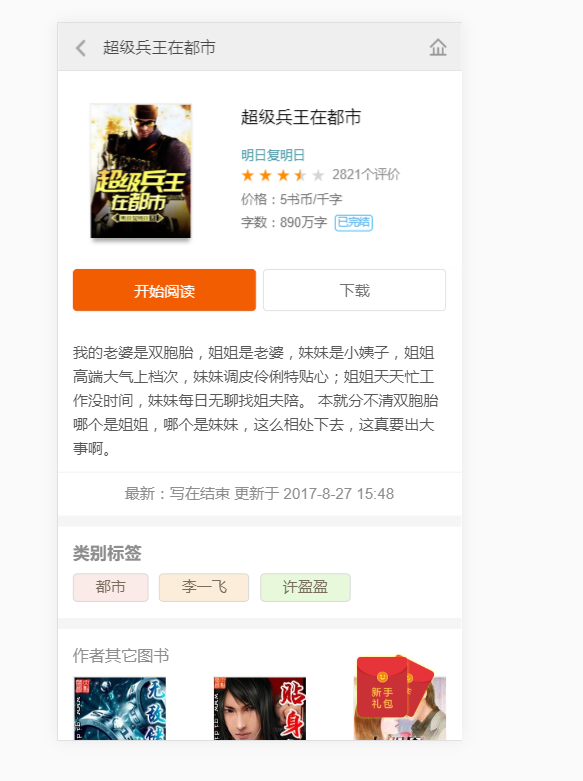 超级兵王在都市
超级兵王
在都市
超级兵王在都市
明日复明日
2821个评价
价格：5书币/千字
字数：890万字 已完结
开始阅读
下载
我的老婆是双胞胎，姐姐是老婆，妹妹是小姨子，姐姐
高端大气上档次，妹妹调皮伶俐特贴心；姐姐天天忙工
作没时间，妹妹每日无聊找姐夫陪。 本就分不清双胞胎
哪个是姐姐，哪个是妹妹，这么相处下去，这真要出大
事啊。
最新：写在结束 更新于 2017-8-27 15:48
类别标签
都市
李一飞
许盈盈
作者其它图书
无敌
贴身
新手
礼包